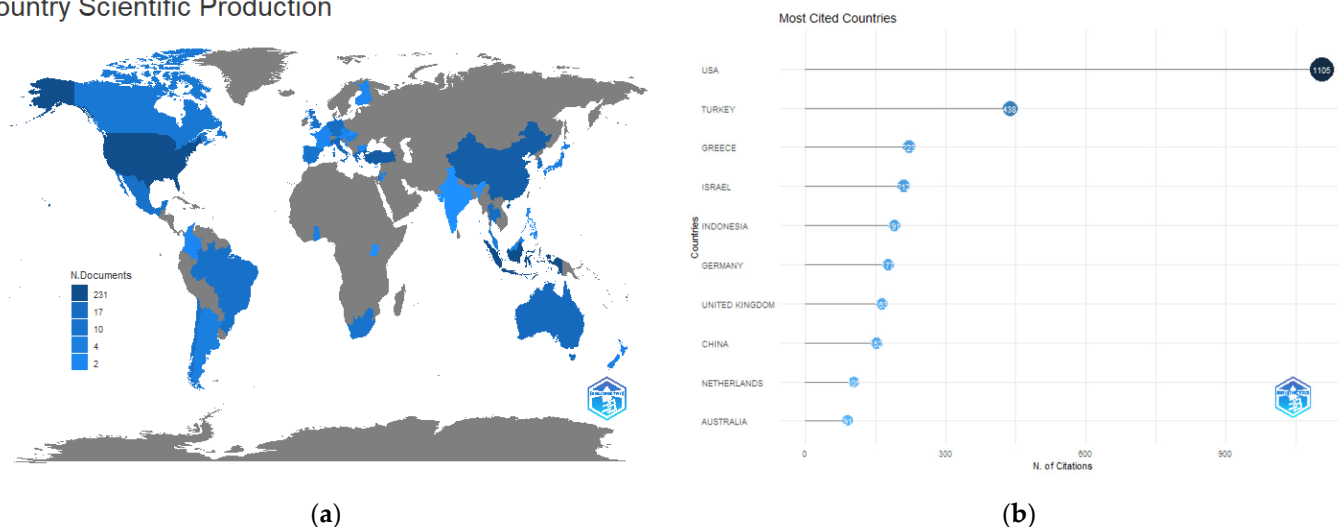 ountry Scientific Production
N.Documents
231
17
10
4
2
(a)
Most Cited Countries
Countries
USA
1105
TURKEY
GREECE
ISRAEL
INDONESIA
GERMANY
UNITED KINGDOM
CHINA
NETHERLANDS
AUSTRALIA
0 300 600 900
N. of Citations
(b)